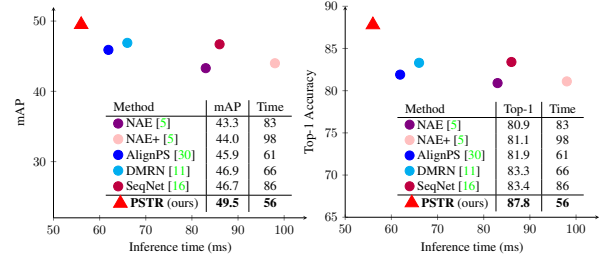 50
40
30
mAP
50 60 70 80 90 100
Inference time (ms)
Method mAP Time
NAE [5] 43.3 83
NAE+ [5] 44.0 98
AlignPS [30] 45.9 61
DMRN [11] 46.9 66
SeqNet [16] 46.7 86
PSTR (ours) 49.5 56
90
85
80
75
70
65
Top-1 Accuracy
50 60 70 80 90 100
Inference time (ms)
Method Top-1 Time
NAE [5] 80.9 83
NAE+ [5] 81.1 98
AlignPS [30] 81.9 61
DMRN [11] 83.3 66
SeqNet [16] 83.4 86
PSTR (ours) 87.8 56